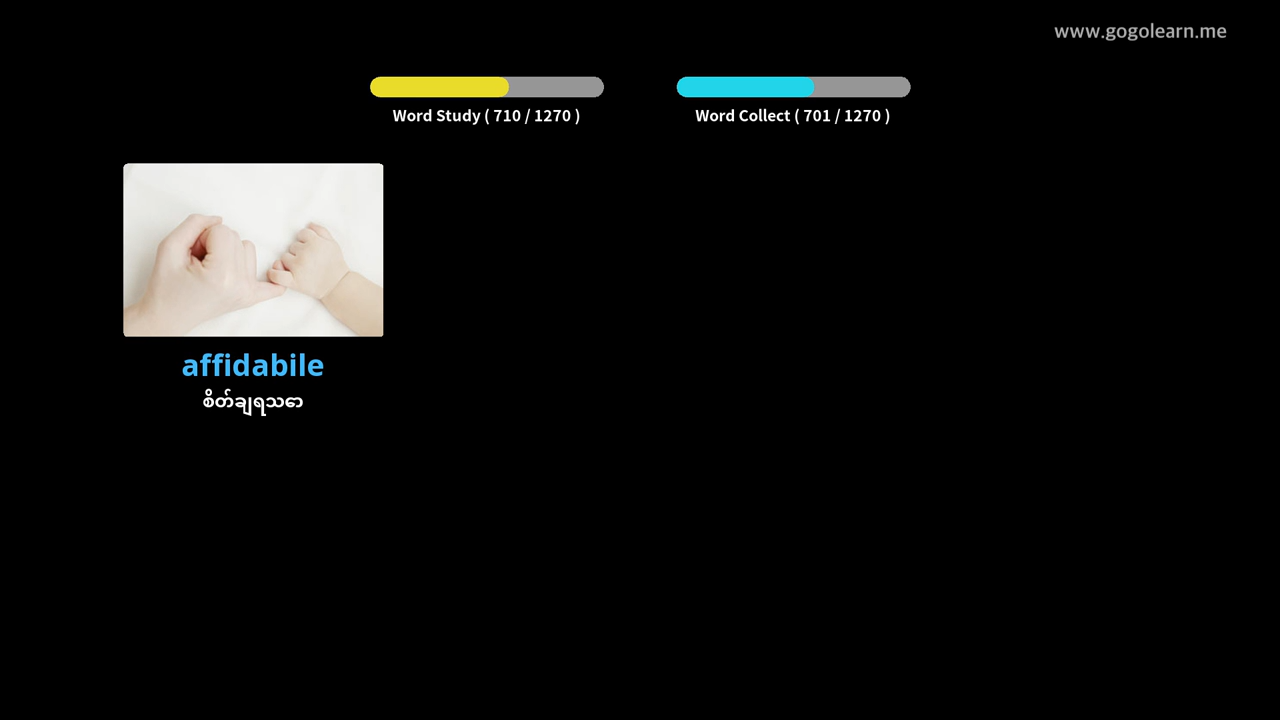 www.gogolearn.me
Word Study ( 710 / 1270 )
Word Collect ( 701 / 1270 )
affidabile
စိတ်ချရသော